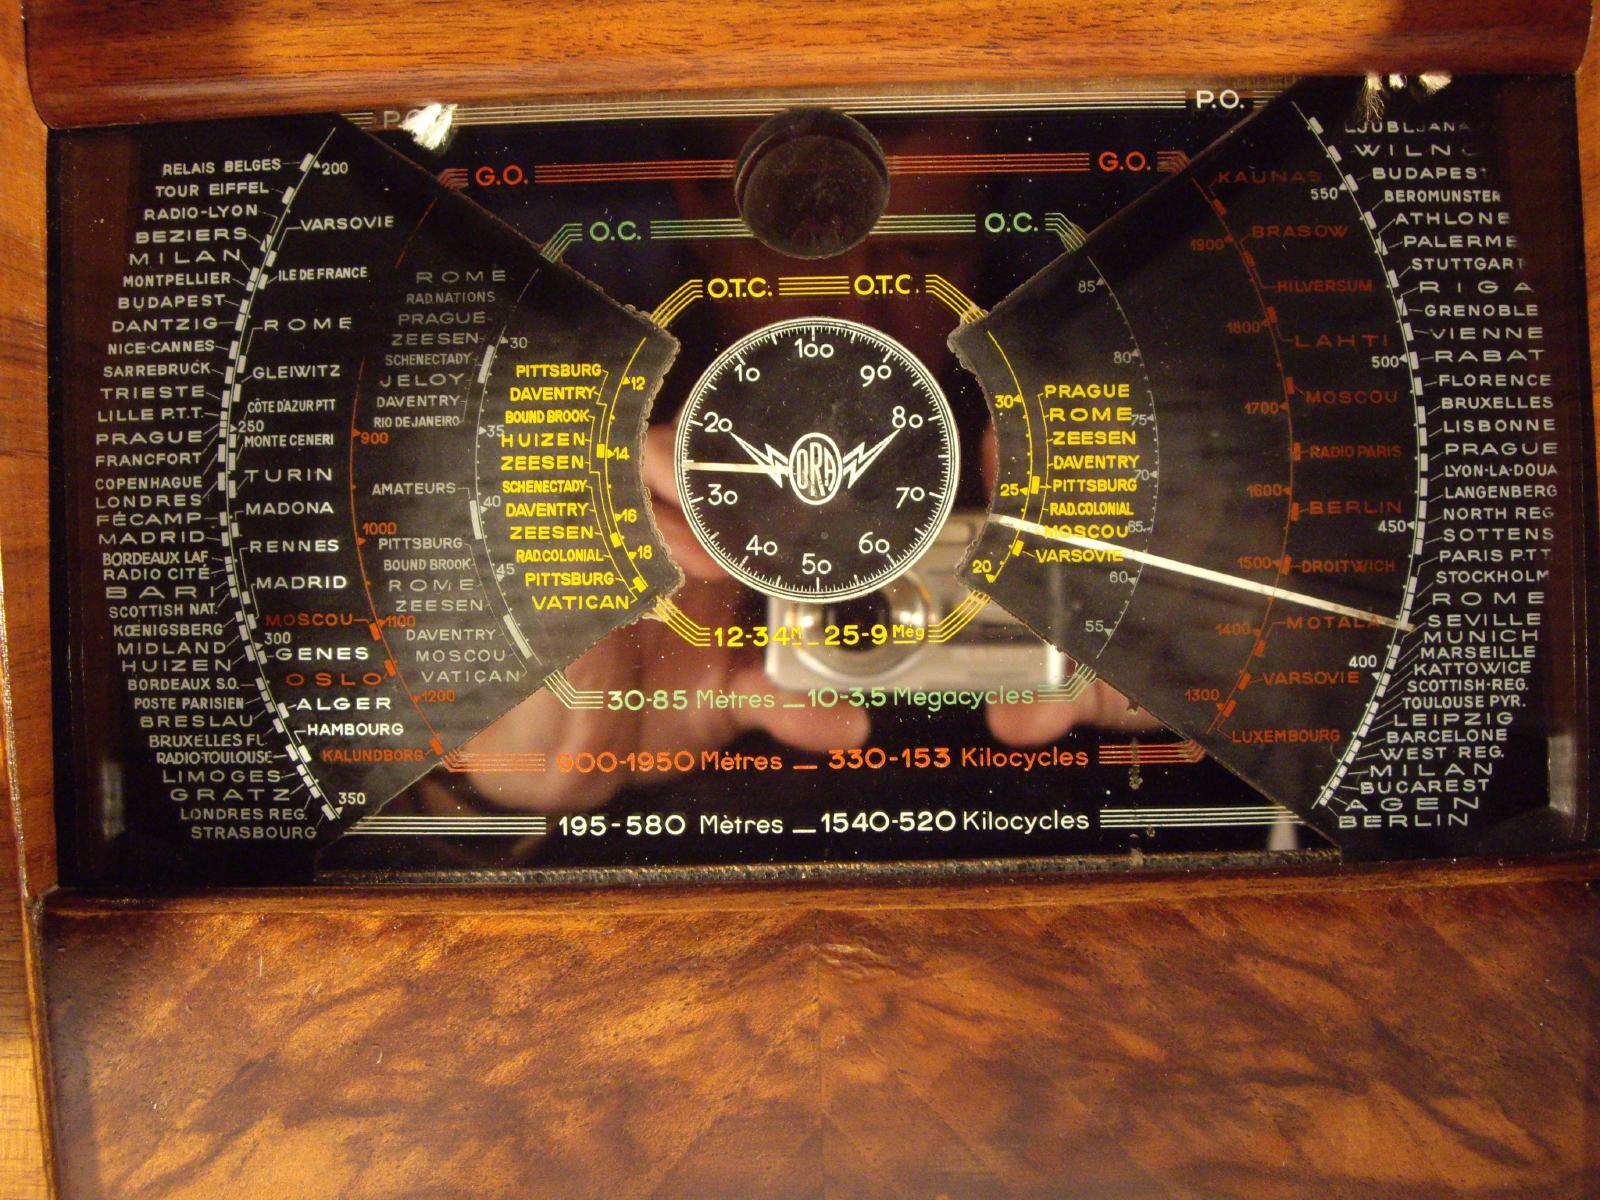 P.O.
P.O.
G.O.
G.O.
O.C.
O.C.
O.T.C.
O.T.C.
RELAIS BELGES
TOUR EIFFEL
RADIO-LYON
BEZIERS
MILAN
MONTPELLIER
BUDAPEST
DANTZIG
NICE-CANNES
SARREBRUCK
TRIESTE
LILLE P.T.T.
PRAGUE
FRANCFORT
COPENHAGUE
LONDRES
FÉCAMP
MADRID
BORDEAUX LAF.
RADIO CITÉ
BARI
SCOTTISH NAT.
KŒNIGSBERG
MIDLAND
HUIZEN
BORDEAUX S.O.
POSTE PARISIEN
BRESLAU
BRUXELLES FL.
RADIO-TOULOUSE
LIMOGES
GRATZ
LONDRES REG.
STRASBOURG
200
VARSOVIE
ILE DE FRANCE
ROME
GLEIWITZ
CÔTE D'AZUR PTT
250
MONTE CENERI
TURIN
MADONA
RENNES
MADRID
MOSCOU
300
GENES
OSLO
ALGER
HAMBOURG
KALUNDBORG
350
900
1000
1100
1200
ROME
RAD.NATIONS
PRAGUE
ZEESEN
SCHENECTADY
JELOY
DAVENTRY
RIO DE JANEIRO
AMATEURS
PITTSBURG
BOUND BROOK
ROME
ZEESEN
DAVENTRY
MOSCOU
VATICAN
30
35
40
45
PITTSBURG
DAVENTRY
BOUND BROOK
HUIZEN
ZEESEN
SCHENECTADY
DAVENTRY
ZEESEN
RAD.COLONIAL
PITTSBURG
VATICAN
12
14
16
18
100
10
90
20
80
ORA
30
70
40
60
50
30
25
20
PRAGUE
ROME
ZEESEN
DAVENTRY
PITTSBURG
RAD.COLONIAL
MOSCOU
VARSOVIE
85
80
75
70
65
60
55
KAUNAS
BRASOW
1900
HILVERSUM
1800
LAHTI
MOSCOU
1700
RADIO PARIS
1600
BERLIN
1500
DROITWICH
MOTALA
1400
VARSOVIE
1300
LUXEMBOURG
550
500
450
400
LJUBLJANA
WILNO
BUDAPEST
BEROMUNSTER
ATHLONE
PALERME
STUTTGART
RIGA
GRENOBLE
VIENNE
RABAT
FLORENCE
BRUXELLES
LISBONNE
PRAGUE
LYON-LA-DOUA
LANGENBERG
NORTH REG
SOTTENS
PARIS P.T.T
STOCKHOLM
ROME
SEVILLE
MUNICH
MARSEILLE
KATTOWICE
SCOTTISH-REG.
TOULOUSE PYR.
LEIPZIG
BARCELONE
WEST REG.
MILAN
BUCAREST
AGEN
BERLIN
12-34M_25-9 Még
30-85 Mètres _ 10-3,5 Mégacycles
900-1950 Mètres _ 330-153 Kilocycles
195-580 Mètres _ 1540-520 Kilocycles